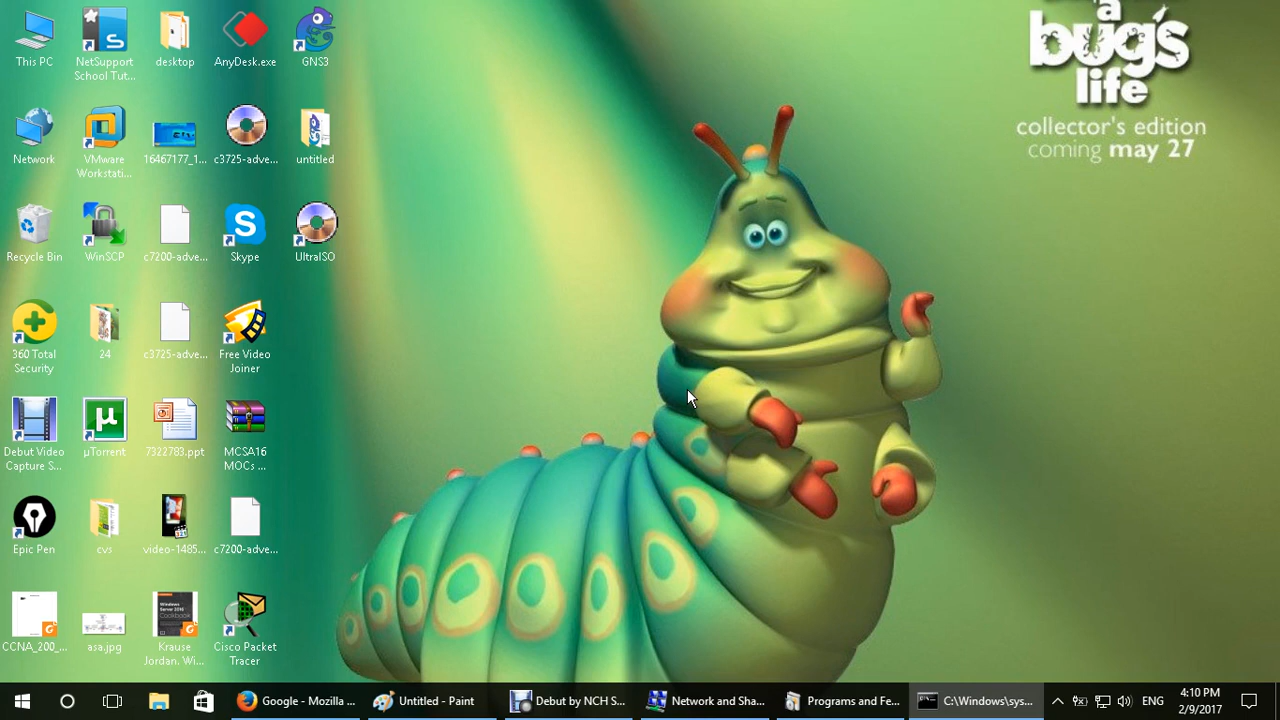 a
bug's
life
collector's edition
coming may 27
This PC
NetSupport
School Tut...
desktop
AnyDesk.exe
GNS3
Network
VMware
Workstati...
16467177_1...
c3725-adve...
untitled
Recycle Bin
WinSCP
c7200-adve...
Skype
UltraISO
360 Total
Security
24
c3725-adve...
Free Video
Joiner
Debut Video
Capture S...
µTorrent
7322783.ppt
MCSA16
MOCs ...
Epic Pen
cvs
video-1485...
c7200-adve...
CCNA_200_...
asa.jpg
Windows
Server 2016
Cookbook
Krause
Jordan. Wi...
Cisco Packet
Tracer
Google - Mozilla ...
Untitled - Paint
Debut by NCH S...
Network and Sha...
Programs and Fe...
C:\Windows\sys...
ENG
4:10 PM
2/9/2017